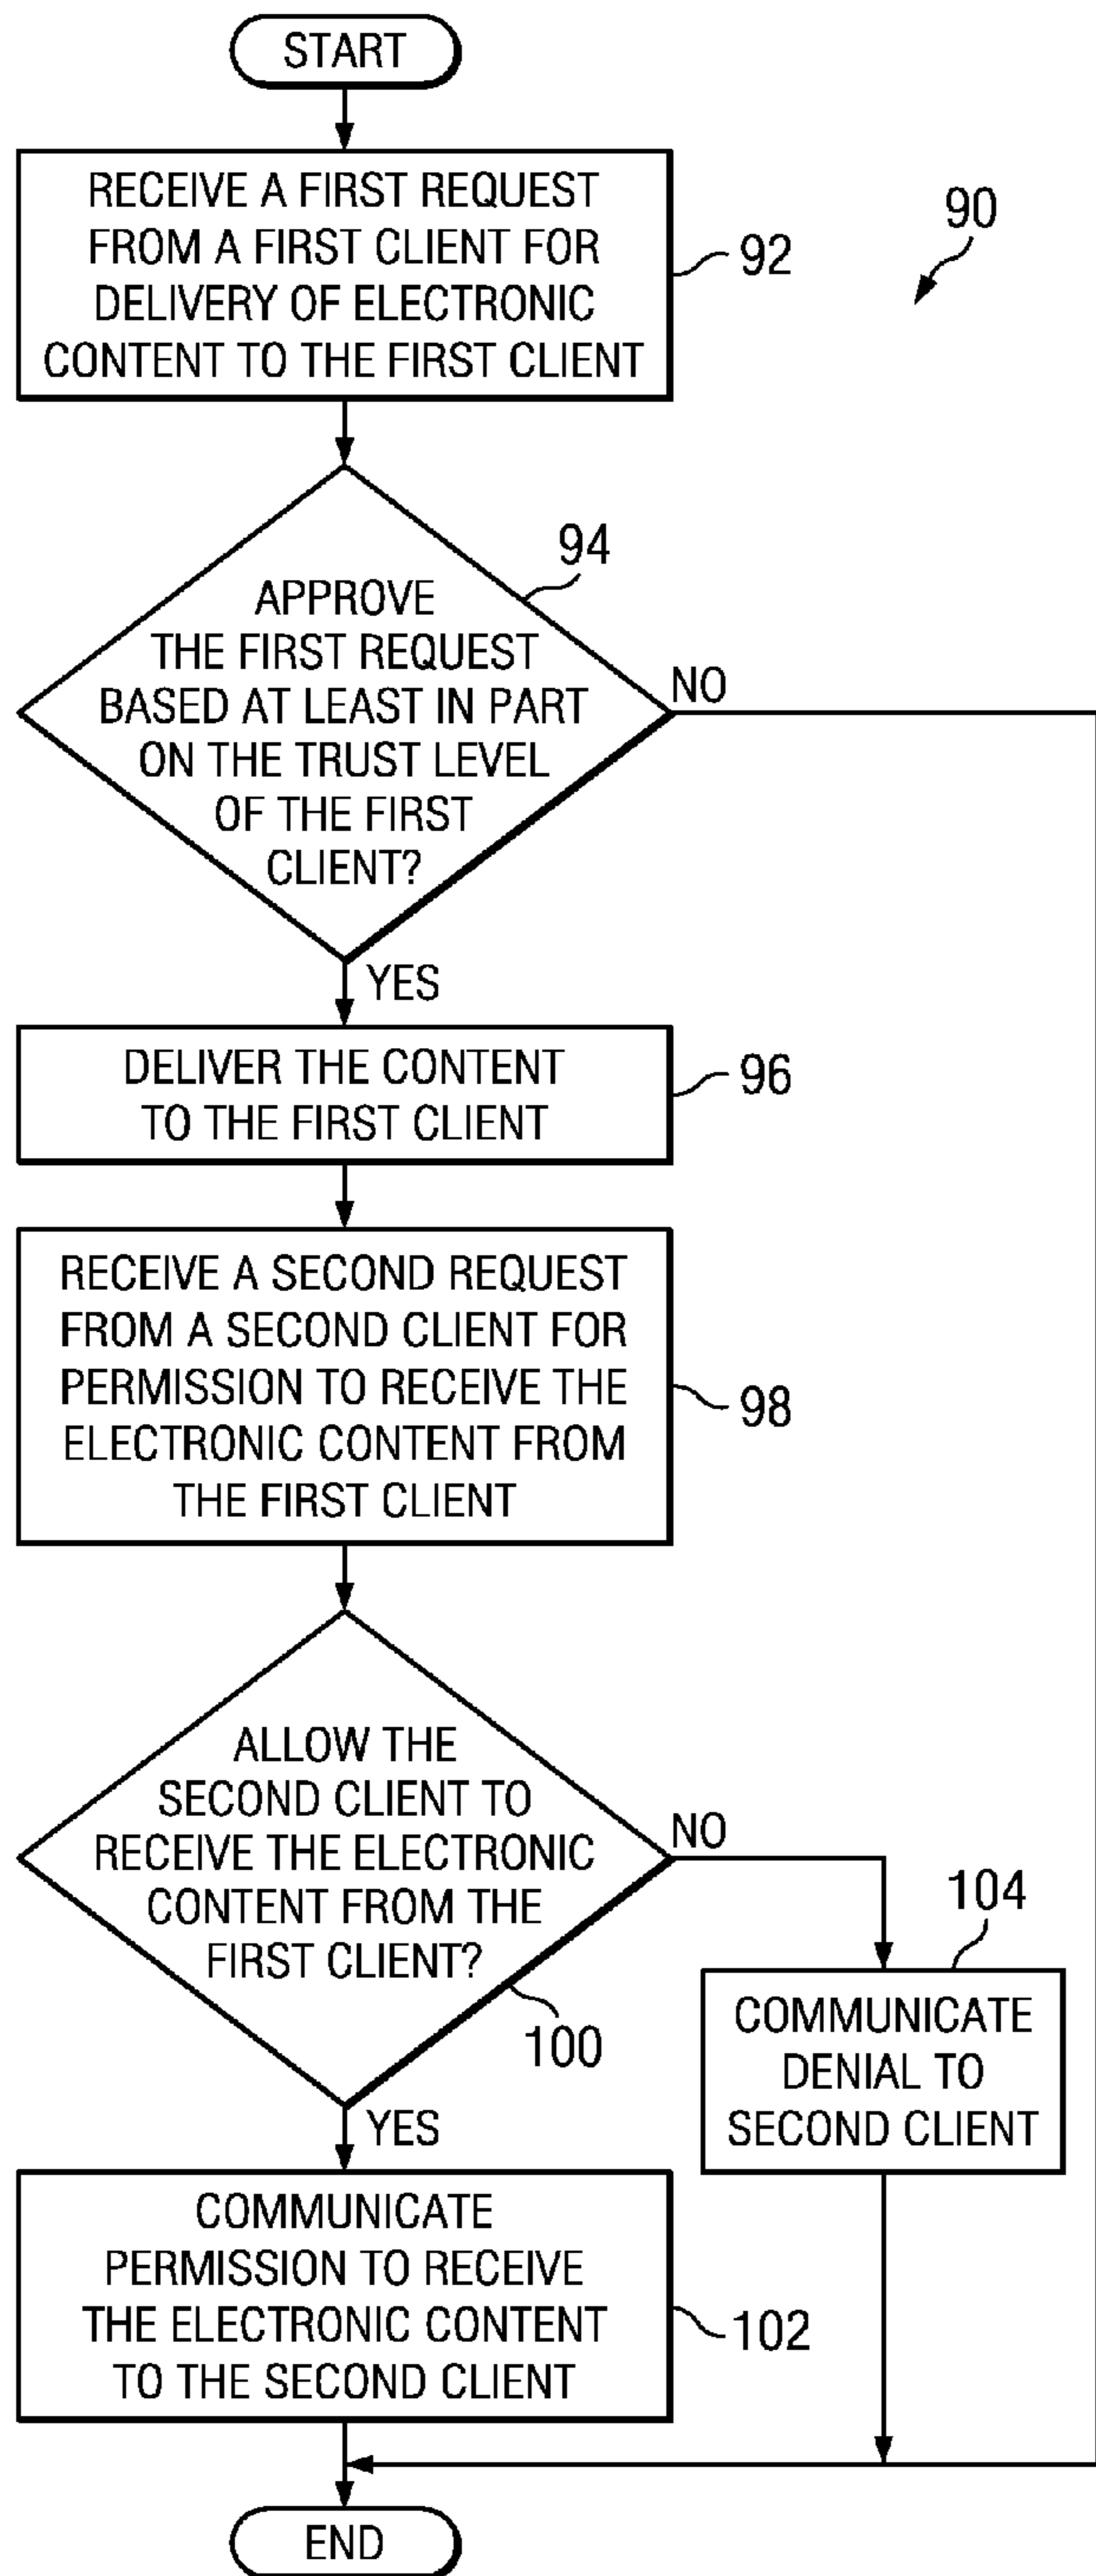 START
RECEIVE A FIRST REQUEST
FROM A FIRST CLIENT FOR
DELIVERY OF ELECTRONIC
CONTENT TO THE FIRST CLIENT
92
90
94
APPROVE
THE FIRST REQUEST
BASED AT LEAST IN PART
ON THE TRUST LEVEL
OF THE FIRST
CLIENT?
NO
YES
DELIVER THE CONTENT
TO THE FIRST CLIENT
96
RECEIVE A SECOND REQUEST
FROM A SECOND CLIENT FOR
PERMISSION TO RECEIVE THE
ELECTRONIC CONTENT FROM
THE FIRST CLIENT
98
ALLOW THE
SECOND CLIENT TO
RECEIVE THE ELECTRONIC
CONTENT FROM THE
FIRST CLIENT?
NO
100
104
COMMUNICATE
DENIAL TO
SECOND CLIENT
YES
COMMUNICATE
PERMISSION TO RECEIVE
THE ELECTRONIC CONTENT
TO THE SECOND CLIENT
102
END